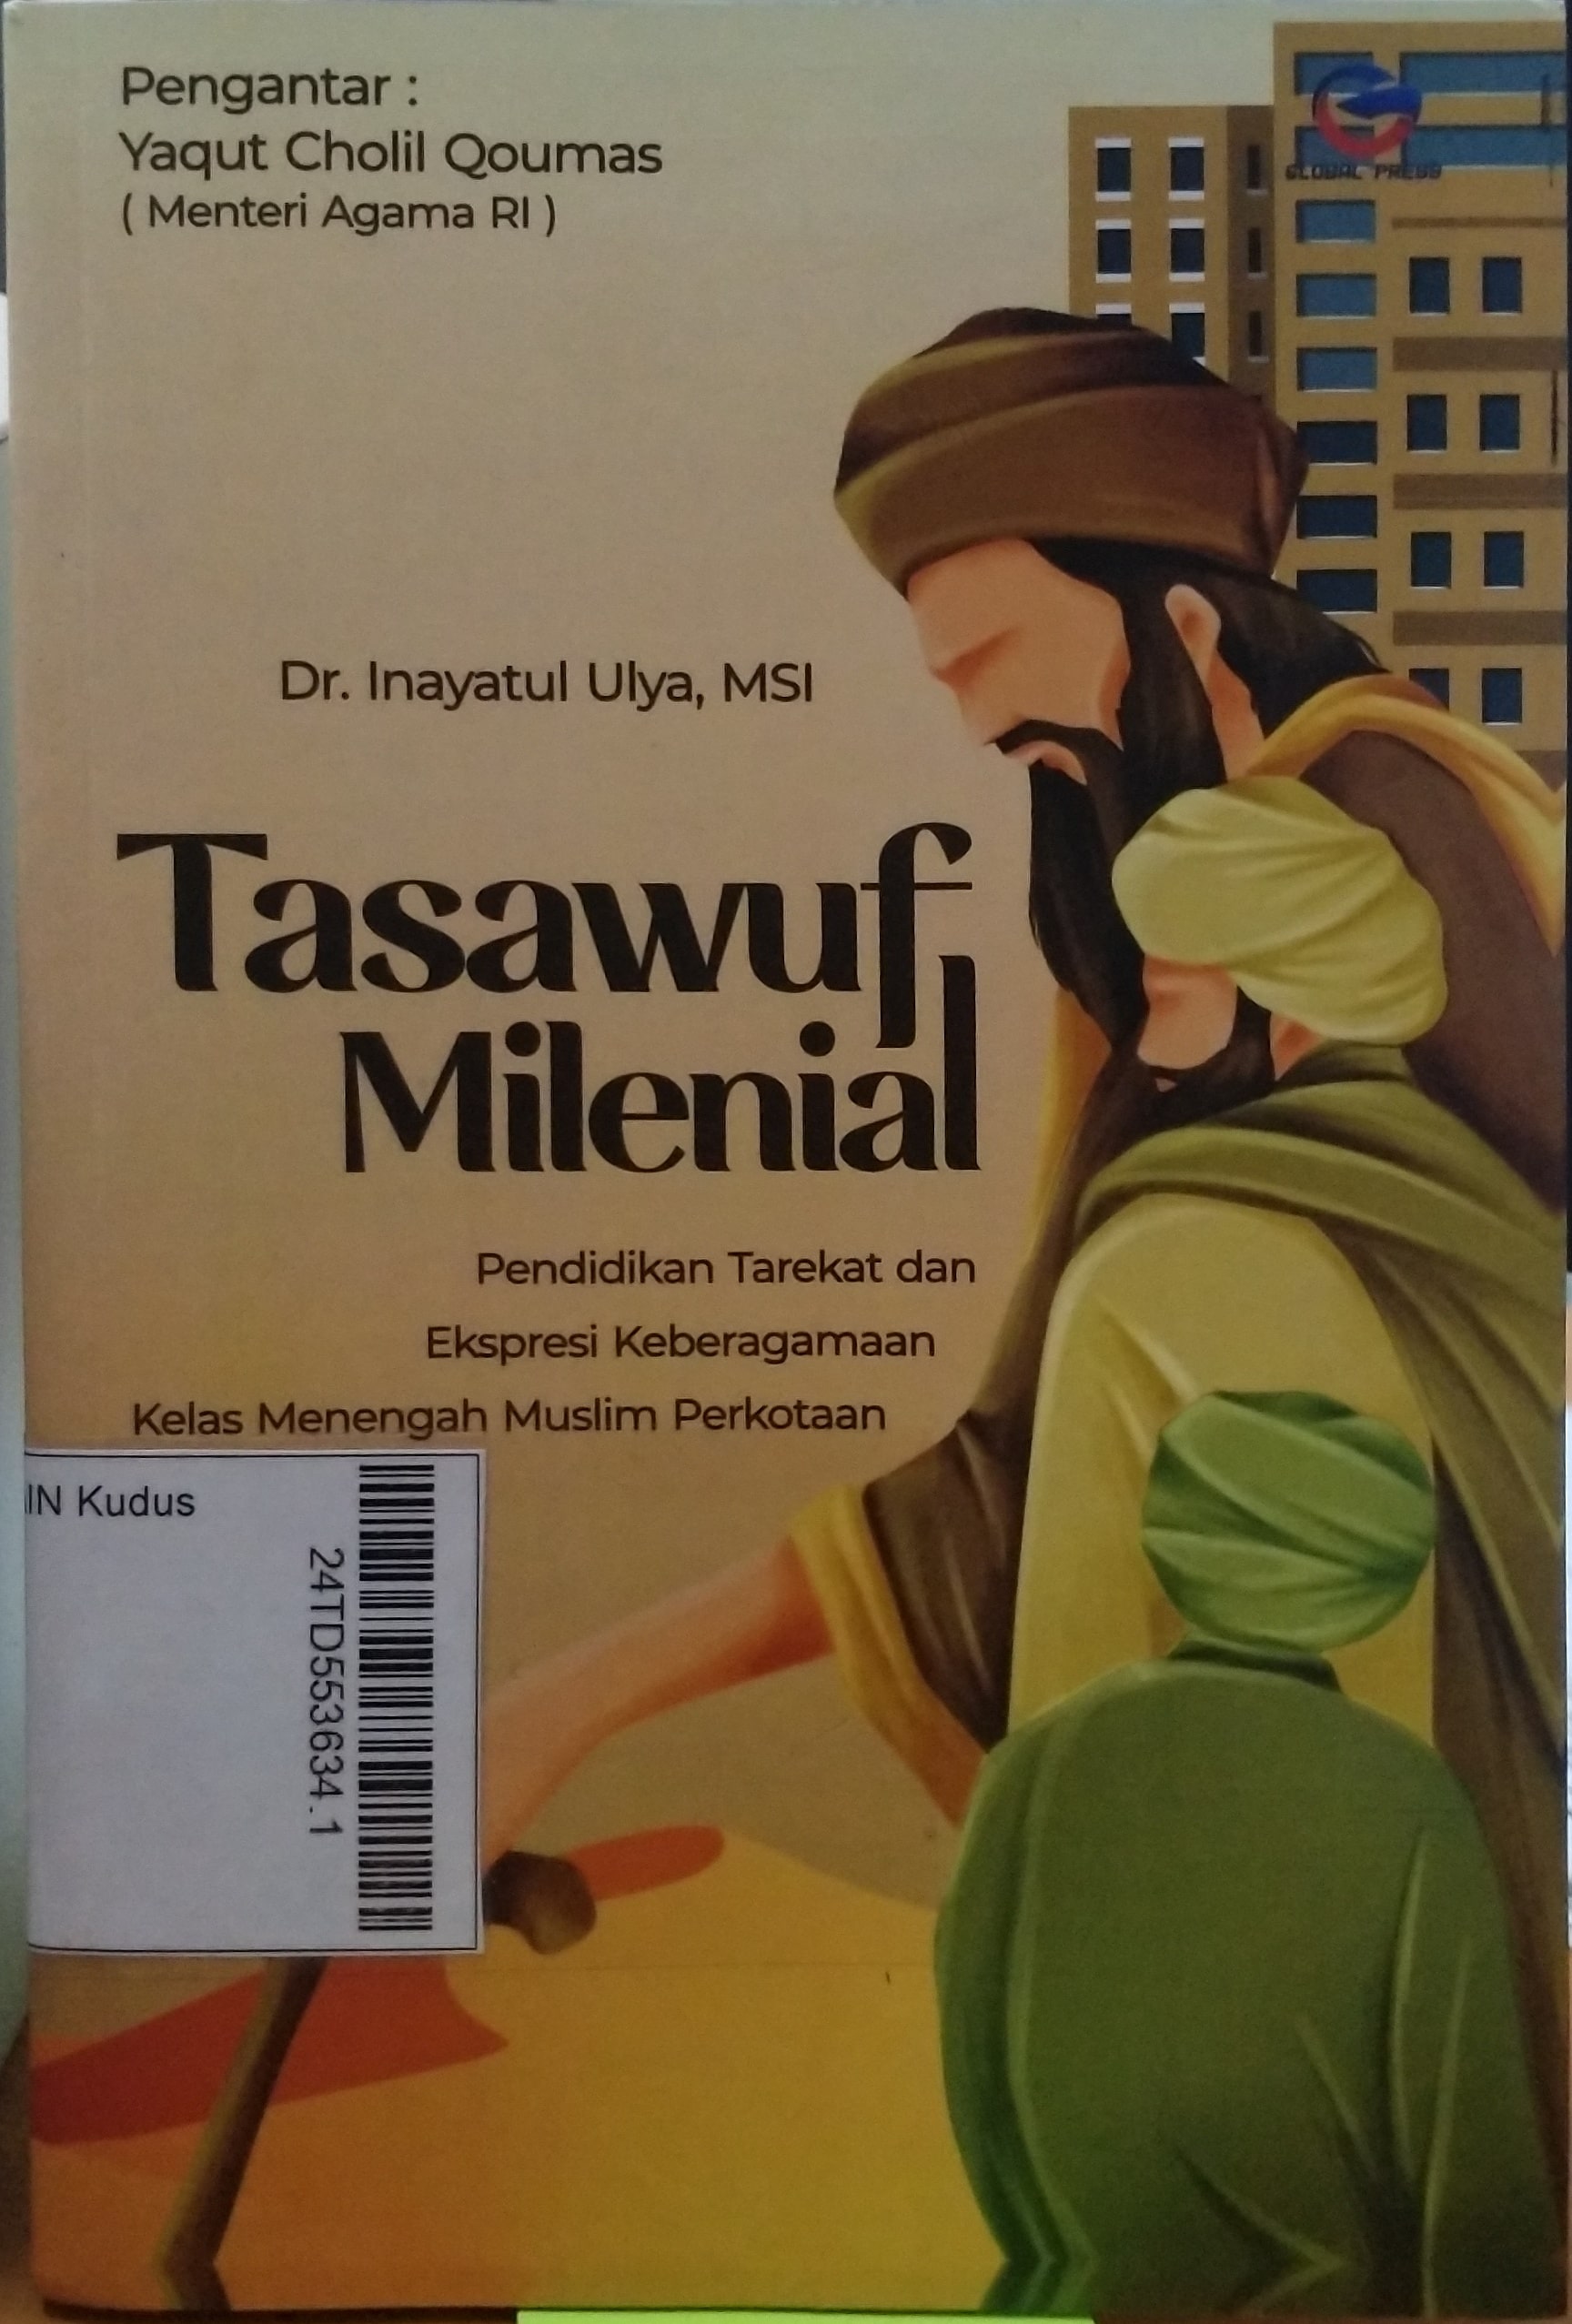 Pengantar :
Yaqut Cholil Qoumas
( Menteri Agama RI )
GLOBAL PRESS
Dr. Inayatul Ulya, MSI
Tasawuf
Milenial
Pendidikan Tarekat dan
Ekspresi Keberagamaan
Kelas Menengah Muslim Perkotaan
IN Kudus
24TD553634.1